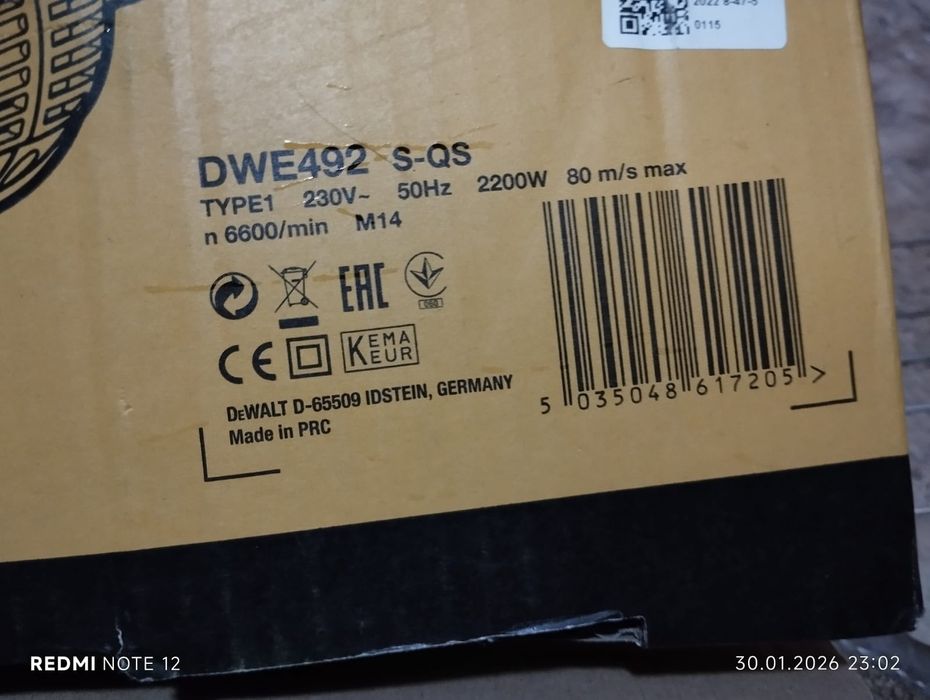 0115
DWE492 S-QS
TYPE1 230V~ 50Hz 2200W 80 m/s max
n 6600/min M14
EAC
CE KEMA
KEUR
DEWALT D-65509 IDSTEIN, GERMANY
Made in PRC
5 035048 617205 >
REDMI NOTE 12
30.01.2026 23:02